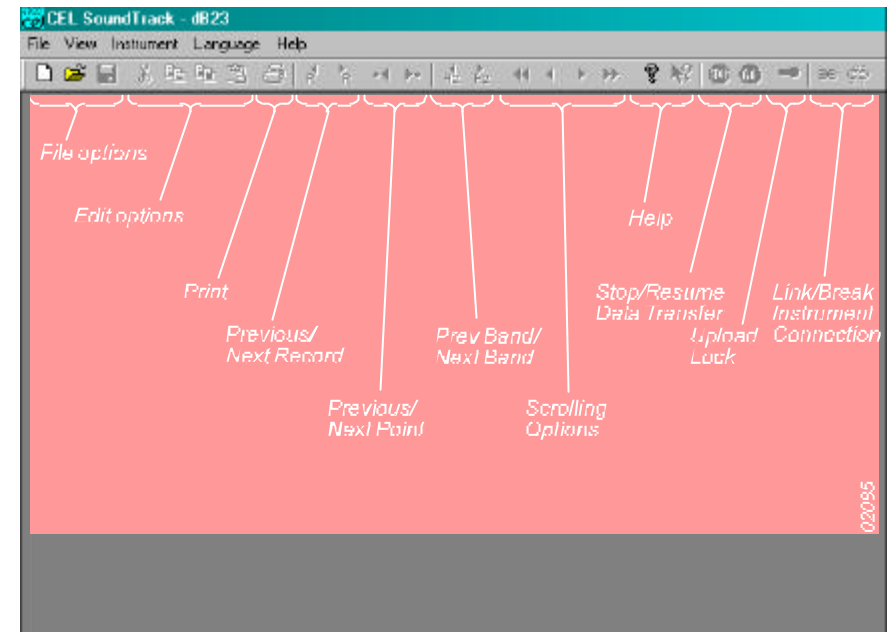 CEL SoundTrack - dB23
File View Instrument Language Help
File options
Edit options
Help
Print
Stop/Resume
Data Transfer
Link/Break
Instrument
Connection
Previous/
Next Record
Prev Band/
Next Band
Upload
Lock
Previous/
Next Point
Scrolling
Options
02095